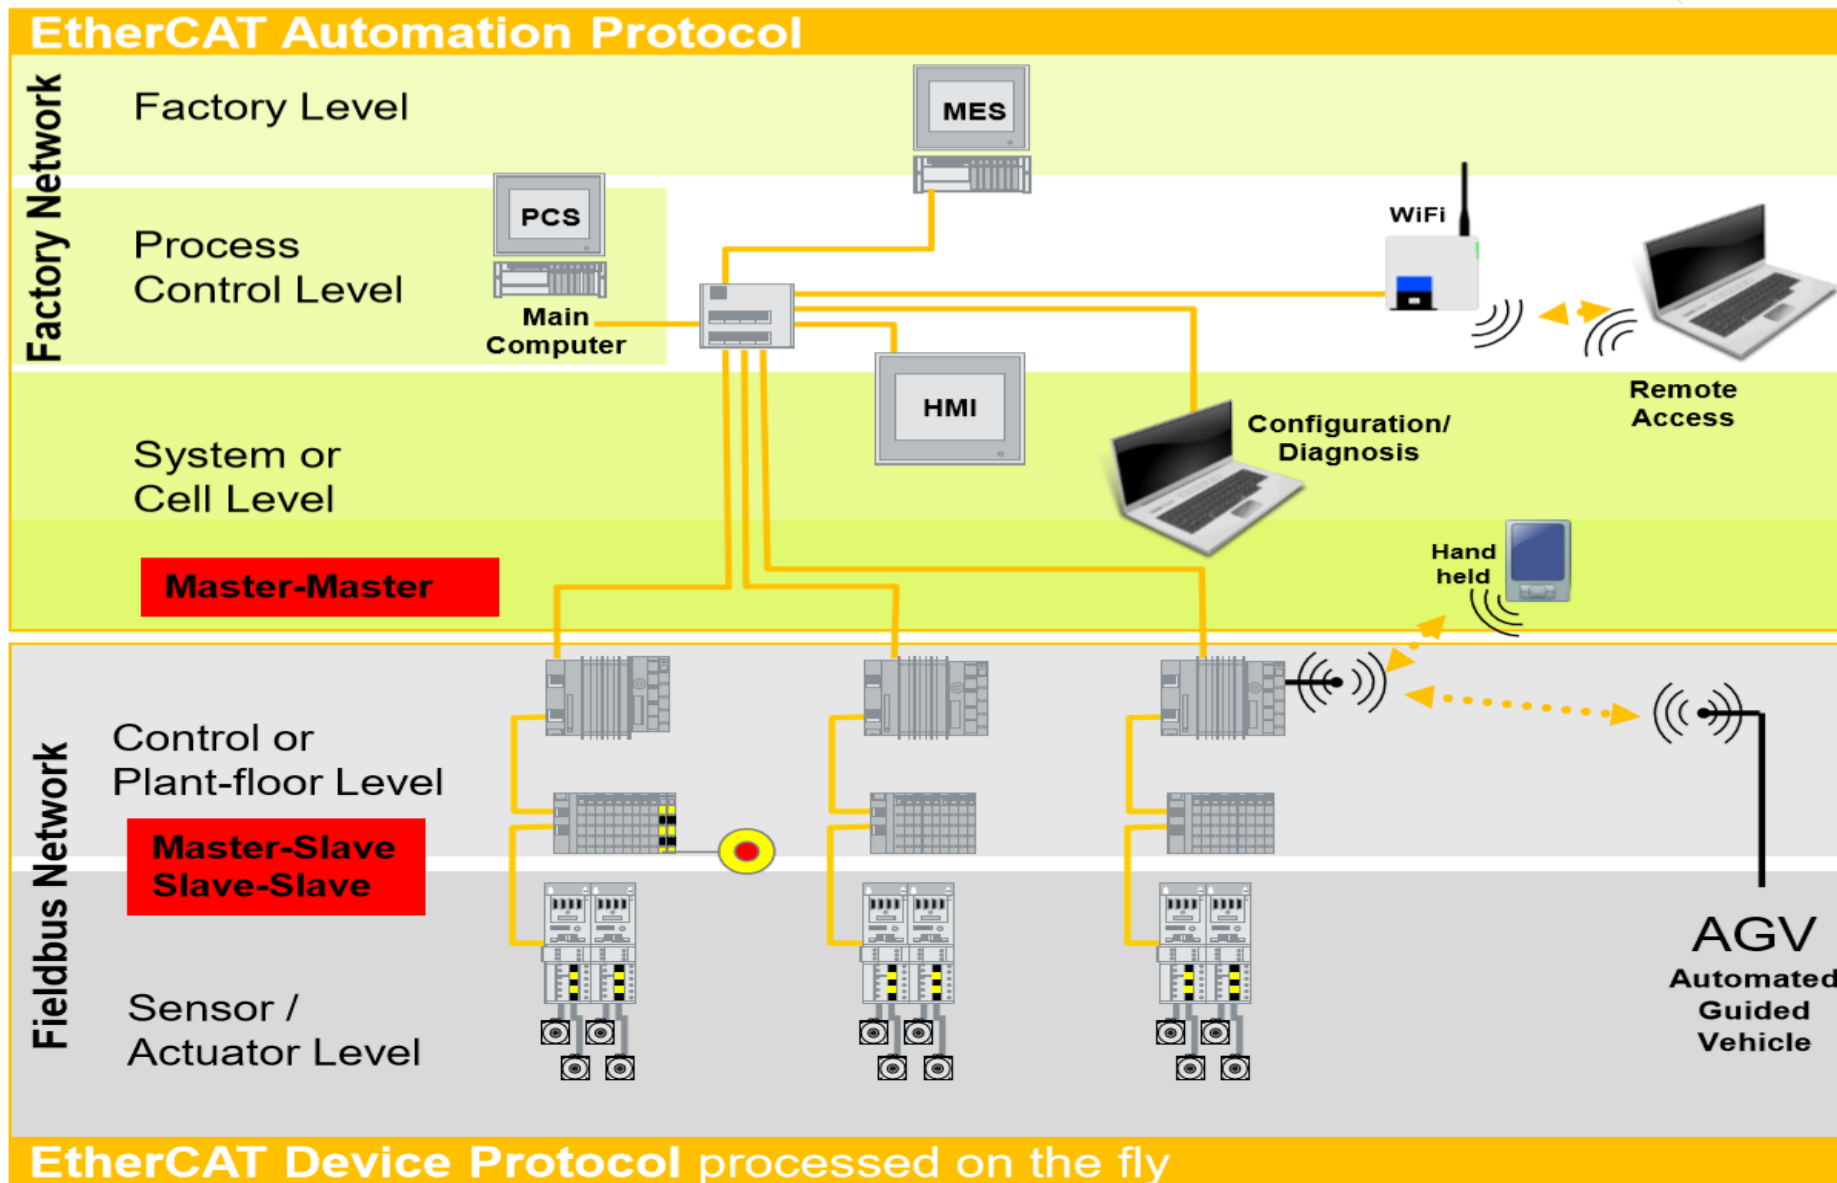 EtherCAT Automation Protocol
Factory Network
Factory Level
MES
PCS
Process
Control Level
Main
Computer
WiFi
Remote
Access
HMI
Configuration/
Diagnosis
System or
Cell Level
Hand
held
Master-Master
Fieldbus Network
Control or
Plant-floor Level
Master-Slave
Slave-Slave
AGV
Automated
Guided
Vehicle
Sensor /
Actuator Level
EtherCAT Device Protocol processed on the fly